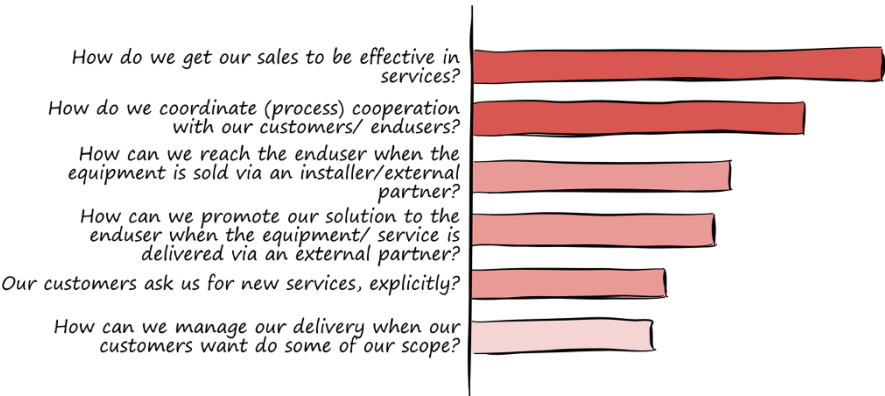 How do we get our sales to be effective in
services?
How do we coordinate (process) cooperation
with our customers/ endusers?
How can we reach the enduser when the
equipment is sold via an installer/external
partner?
How can we promote our solution to the
enduser when the equipment/ service is
delivered via an external partner?
Our customers ask us for new services, explicitly?
How can we manage our delivery when our
customers want do some of our scope?